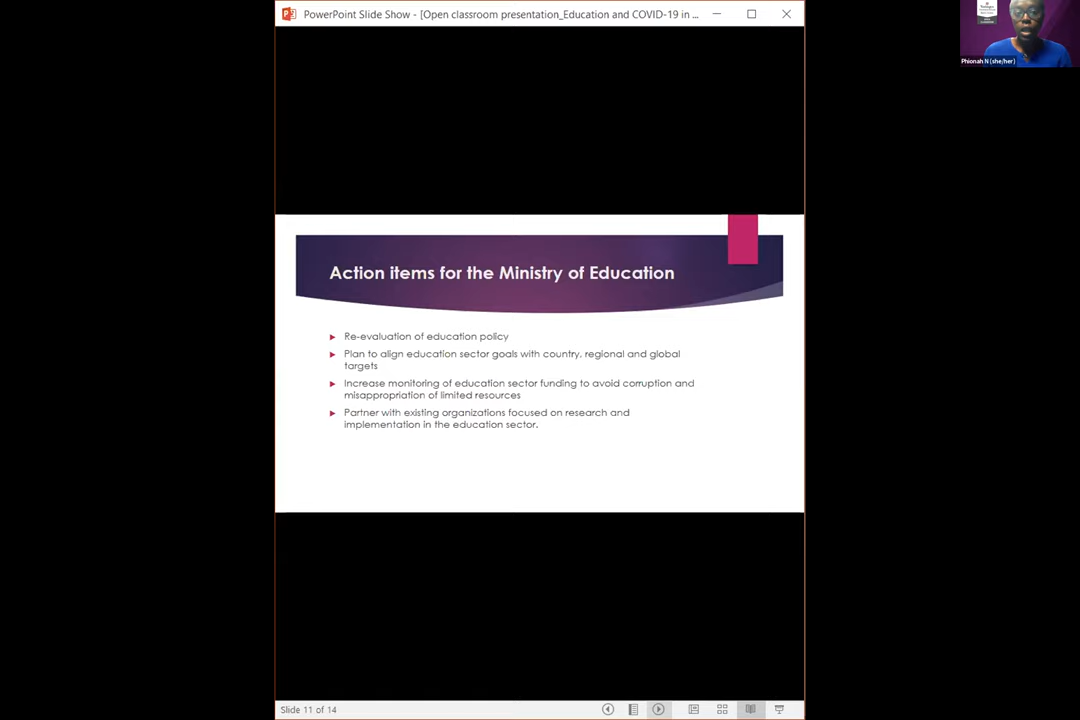 PowerPoint Slide Show - [Open classroom presentation_Education and COVID-19 in ...
Phionah N (she/her)
Action items for the Ministry of Education
Re-evaluation of education policy
Plan to align education sector goals with country, regional and global
targets
Increase monitoring of education sector funding to avoid corruption and
misappropriation of limited resources
Partner with existing organizations focused on research and
implementation in the education sector.
Slide 11 of 14